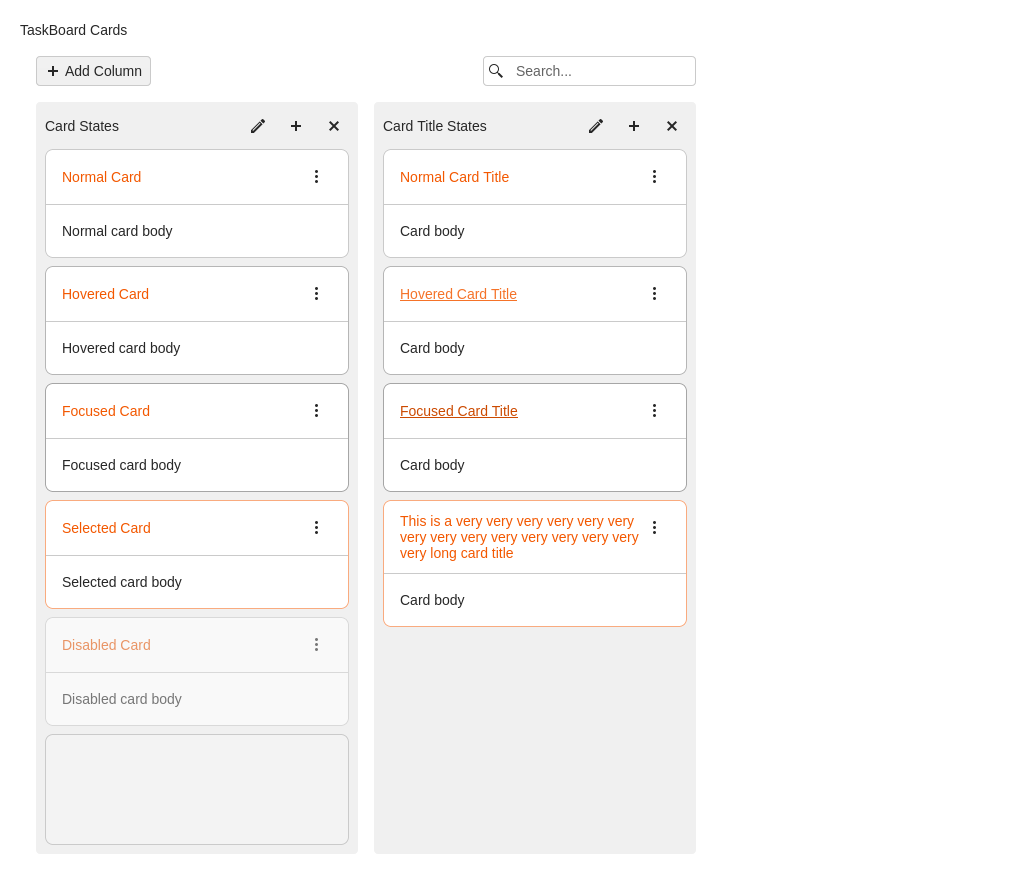 TaskBoard Cards
Add Column
Search...
Card States
Normal Card
Normal card body
Hovered Card
Hovered card body
Focused Card
Focused card body
Selected Card
Selected card body
Disabled Card
Disabled card body
Card Title States
Normal Card Title
Card body
Hovered Card Title
Card body
Focused Card Title
Card body
This is a very very very very very very
very very very very very very very very
very long card title
Card body